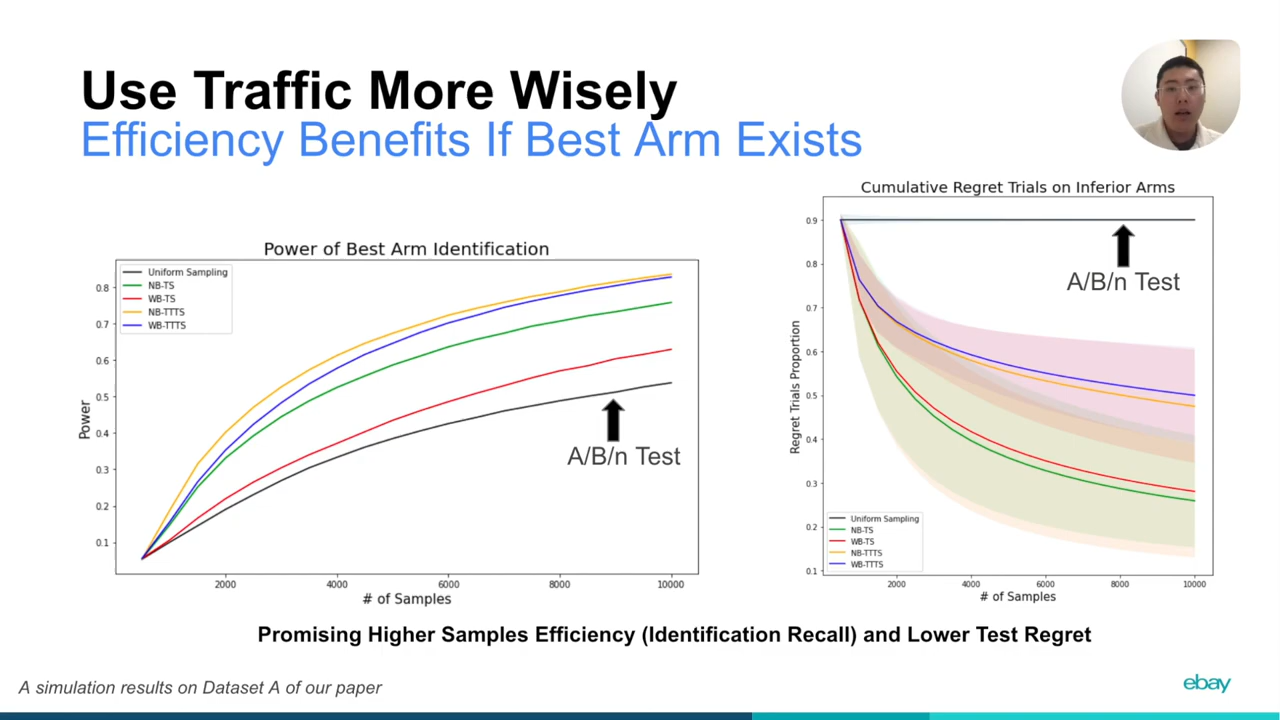 Use Traffic More Wisely
Efficiency Benefits If Best Arm Exists
Power of Best Arm Identification
Uniform Sampling
NB-TS
WB-TS
NB-TTTS
WB-TTTS
0.8
0.7
0.6
0.5
0.4
0.3
0.2
0.1
Power
A/B/n Test
2000
4000
6000
8000
10000
# of Samples
Cumulative Regret Trials on Inferior Arms
0.9
0.8
0.7
0.6
0.5
0.4
0.3
0.2
0.1
Regret Trials Proportion
A/B/n Test
Uniform Sampling
NB-TS
WB-TS
NB-TTTS
WB-TTTS
2000
4000
6000
8000
10000
# of Samples
Promising Higher Samples Efficiency (Identification Recall) and Lower Test Regret
A simulation results on Dataset A of our paper
ebay